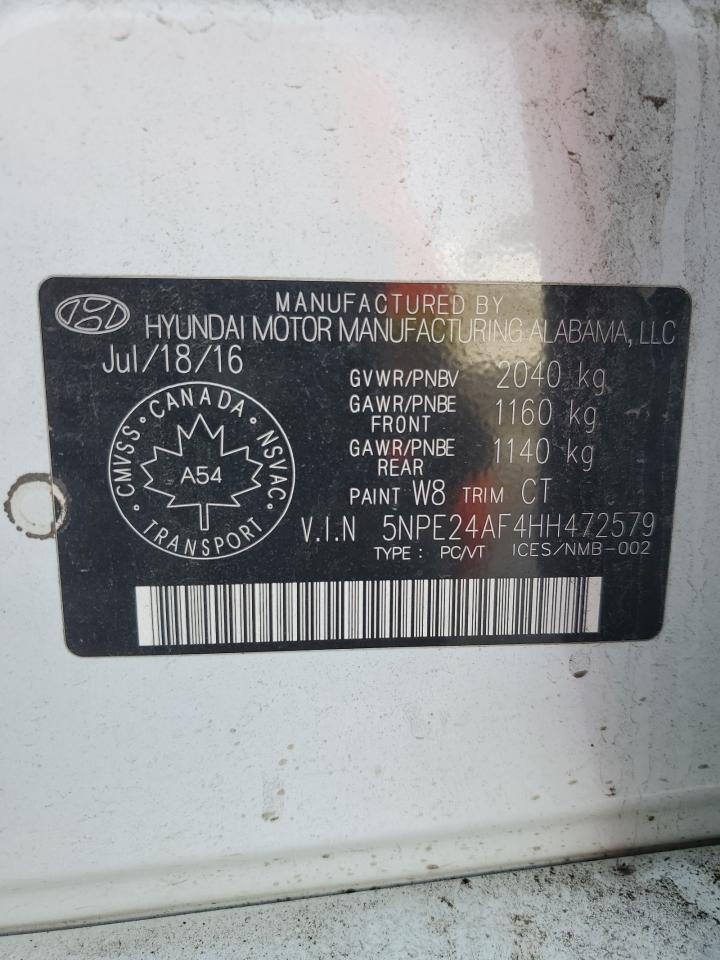 MANUFACTURED BY
HYUNDAI MOTOR MANUFACTURING ALABAMA, LLC
Jul/18/16
GVWR/PNBV 2040 kg
GAWR/PNBE FRONT 1160 kg
GAWR/PNBE REAR 1140 kg
PAINT W8 TRIM CT
CMVSS · CANADA · NSVAC · TRANSPORT ·
A54
V.I.N 5NPE24AF4HH472579
TYPE : PC/VT ICES/NMB-002